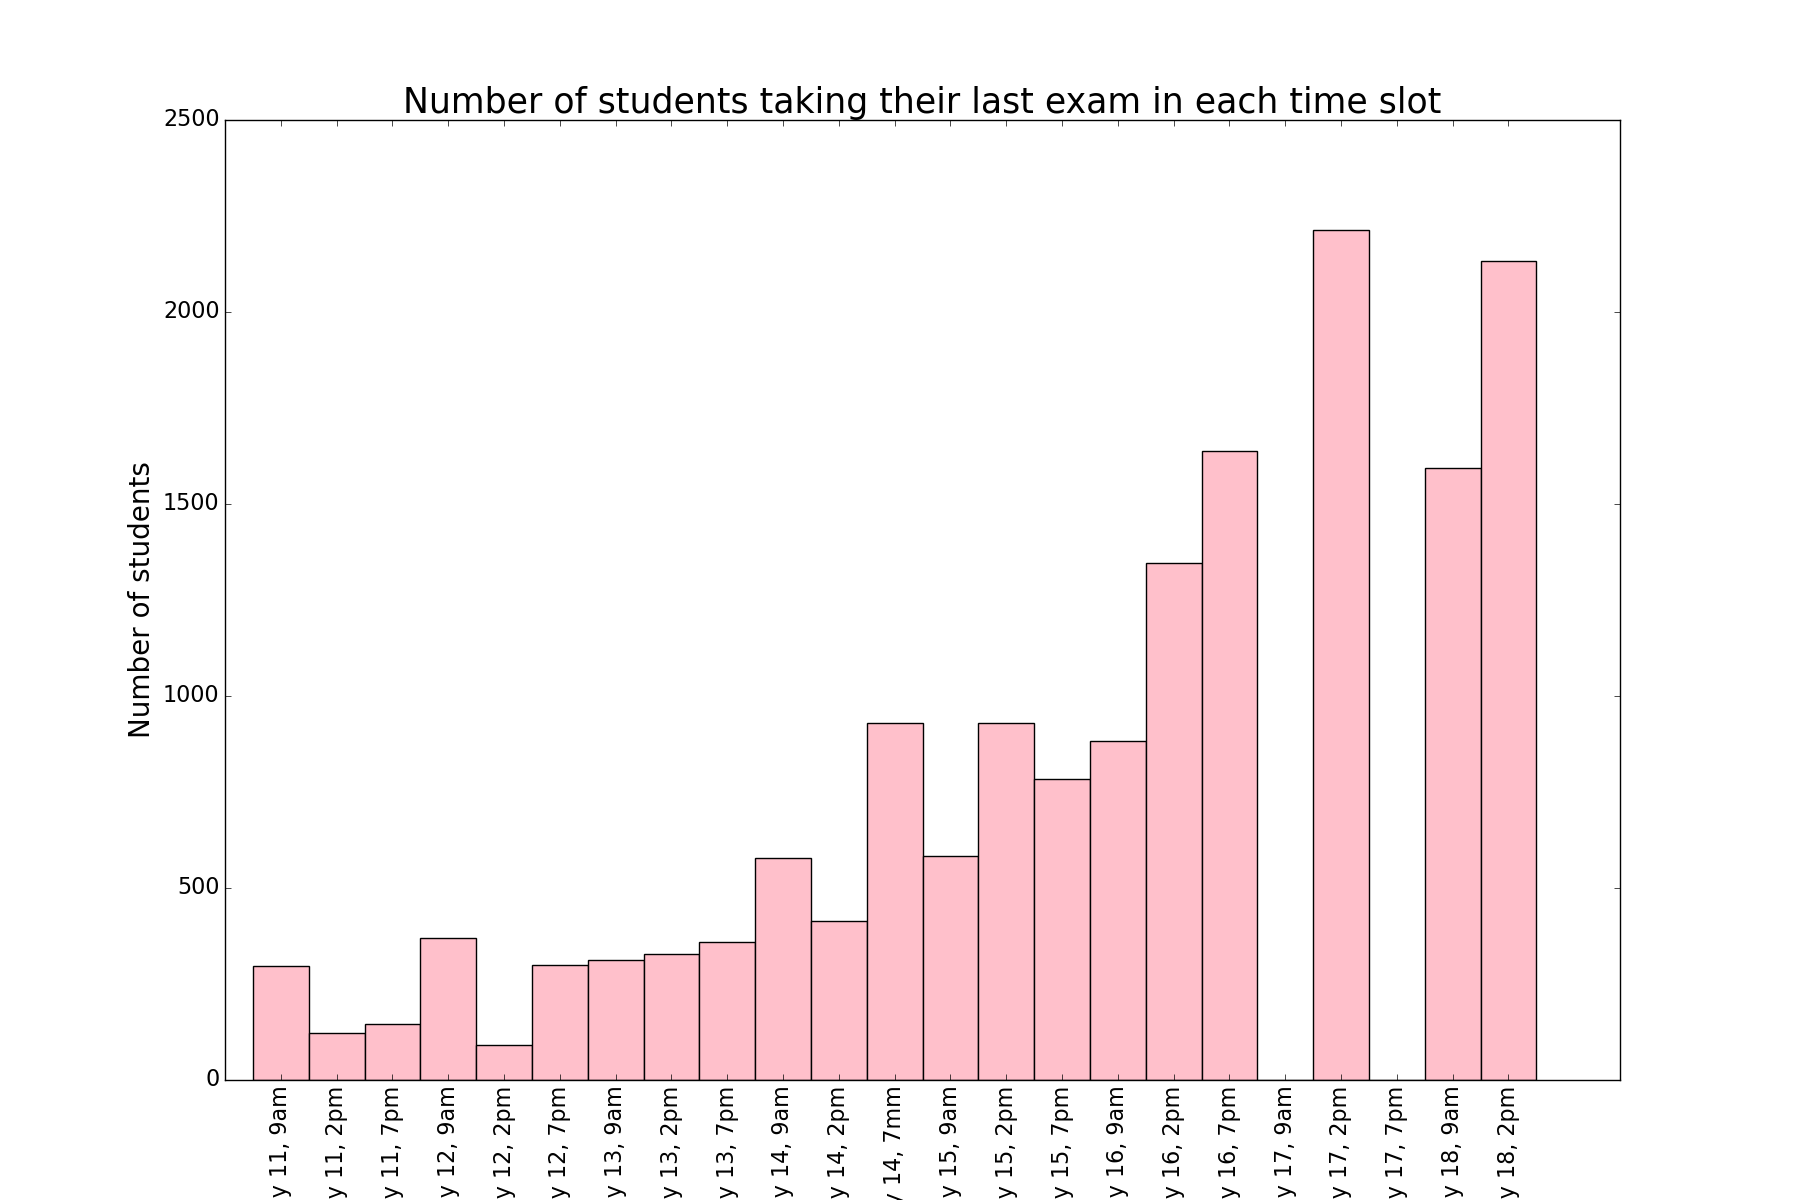 Number of students taking their last exam in each time slot
Number of students
2500
2000
1500
1000
500
0
y 11, 9am
y 11, 2pm
y 11, 7pm
y 12, 9am
y 12, 2pm
y 12, 7pm
y 13, 9am
y 13, 2pm
y 13, 7pm
y 14, 9am
y 14, 2pm
y 14, 7mm
y 15, 9am
y 15, 2pm
y 15, 7pm
y 16, 9am
y 16, 2pm
y 16, 7pm
y 17, 9am
y 17, 2pm
y 17, 7pm
y 18, 9am
y 18, 2pm